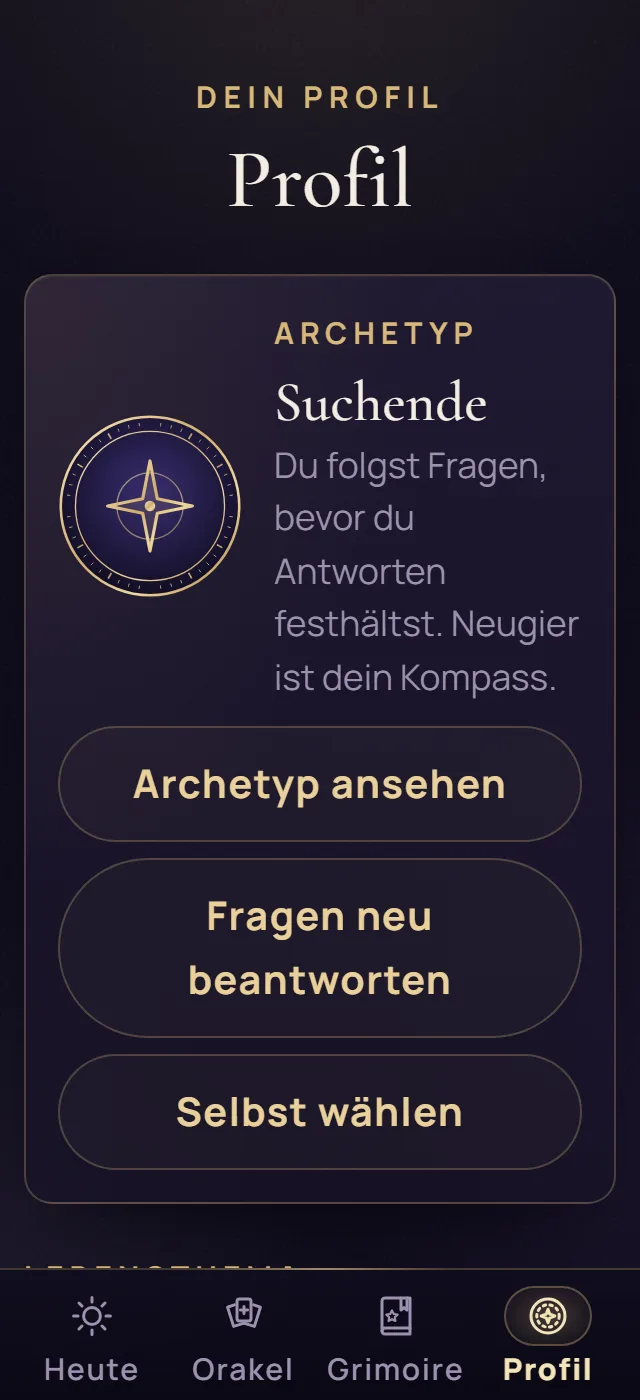 DEIN PROFIL
Profil
ARCHETYP
Suchende
Du folgst Fragen,
bevor du
Antworten
festhältst. Neugier
ist dein Kompass.
Archetyp ansehen
Fragen neu
beantworten
Selbst wählen
Heute
Orakel
Grimoire
Profil